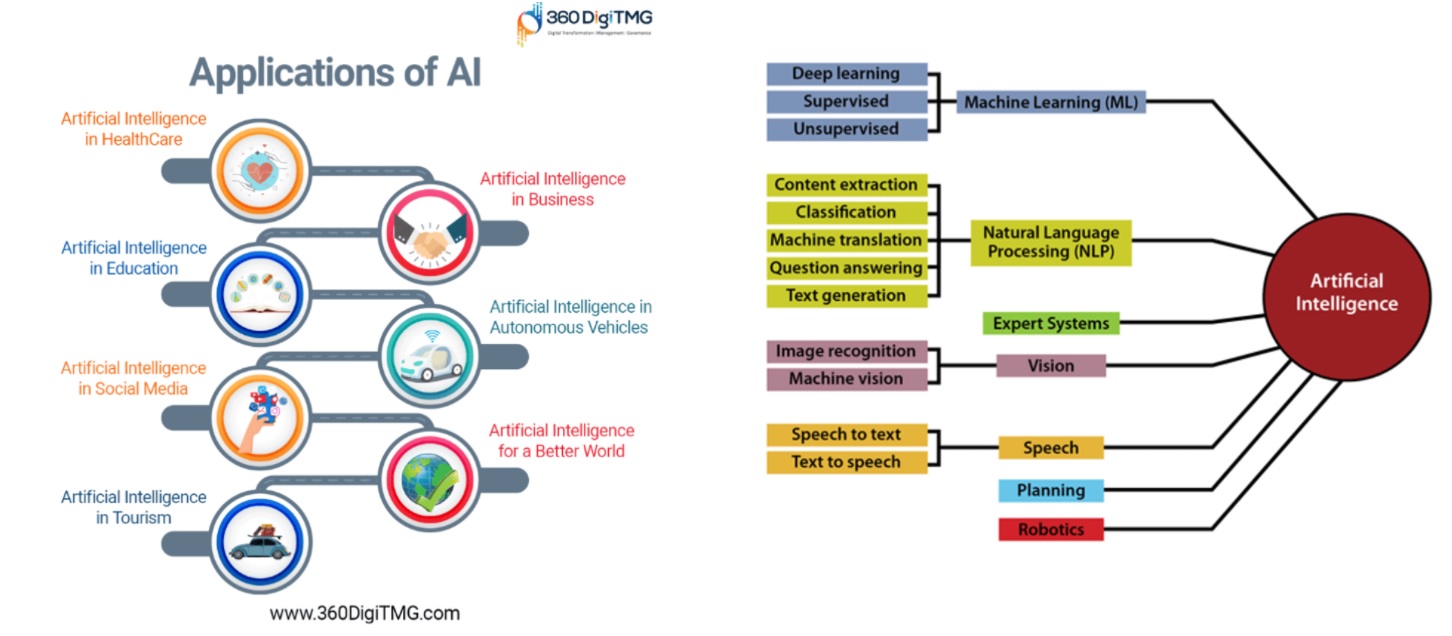 360 DigiTMG
Digital Transformation | Management | Governance
Applications of AI
Artificial Intelligence
in HealthCare
Artificial Intelligence
in Business
Artificial Intelligence
in Education
Artificial Intelligence in
Autonomous Vehicles
Artificial Intelligence
in Social Media
Artificial Intelligence
for a Better World
Artificial Intelligence
in Tourism
www.360DigiTMG.com
Deep learning
Supervised
Unsupervised
Machine Learning (ML)
Content extraction
Classification
Machine translation
Question answering
Text generation
Natural Language
Processing (NLP)
Expert Systems
Image recognition
Machine vision
Vision
Speech to text
Text to speech
Speech
Planning
Robotics
Artificial
Intelligence